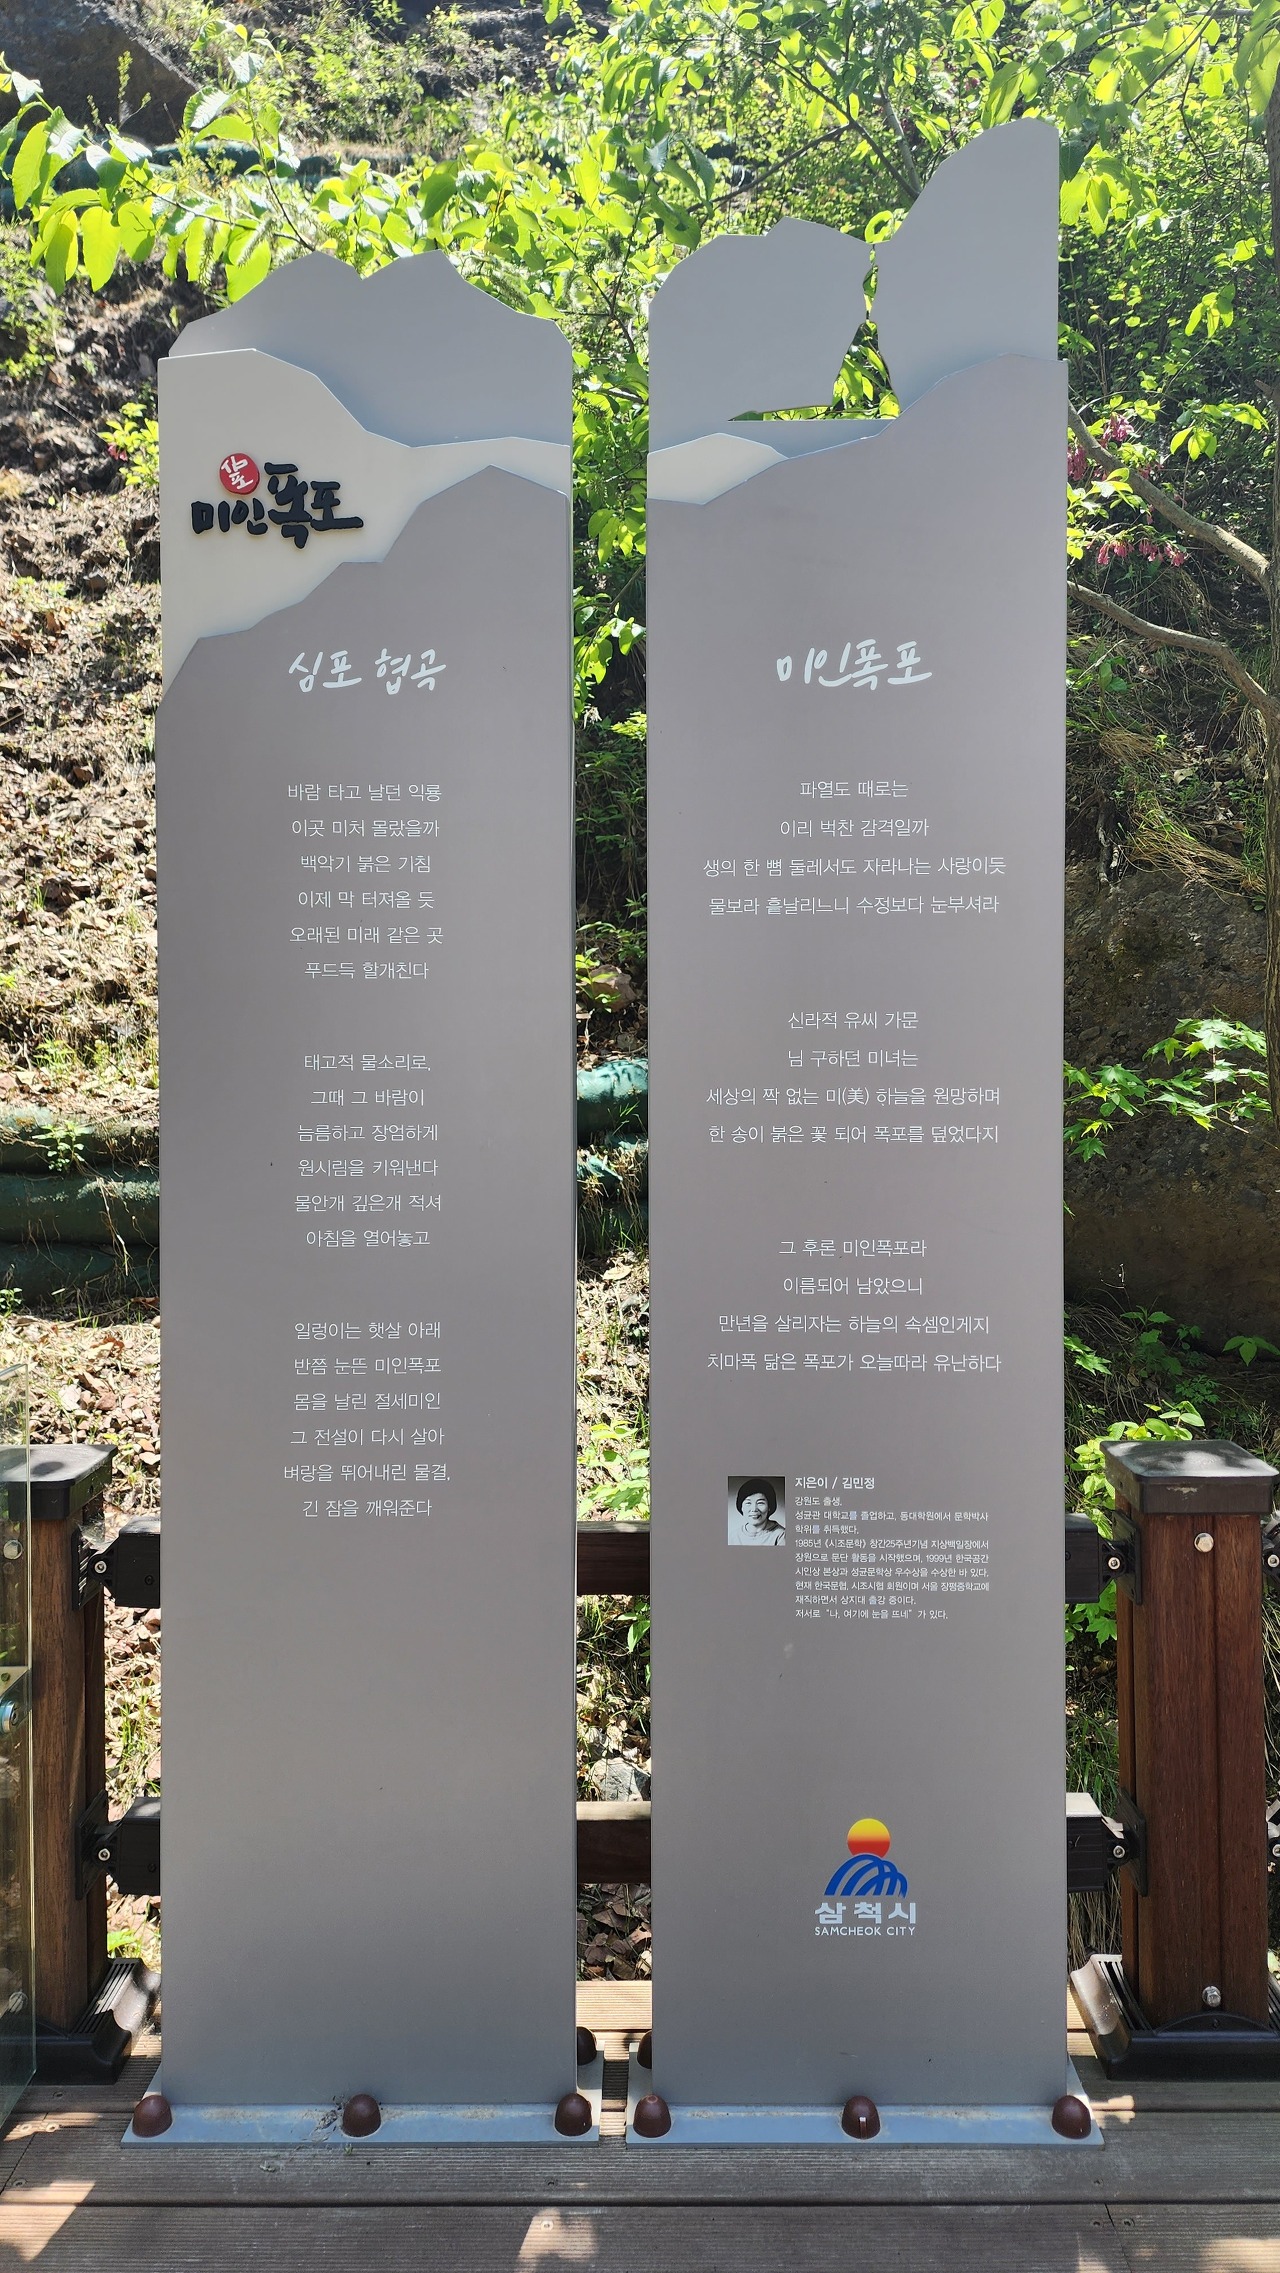 심포
미인폭포
심포 협곡
바람 타고 날던 익룡
이곳 미처 몰랐을까
백악기 붉은 기침
이제 막 터져올 듯
오래된 미래 같은 곳
푸드득 할개친다
태고적 물소리로,
그때 그 바람이
늠름하고 장엄하게
원시림을 키워낸다
물안개 깊은개 적셔
아침을 열어놓고
일렁이는 햇살 아래
반쯤 눈뜬 미인폭포
몸을 날린 절세미인
그 전설이 다시 살아
벼랑을 뛰어내린 물결,
긴 잠을 깨워준다
미인폭포
파열도 때로는
이리 벅찬 감격일까
생의 한 뼘 둘레서도 자라나는 사랑이듯
물보라 흩날리느니 수정보다 눈부셔라
신라적 유씨 가문
님 구하던 미녀는
세상의 짝 없는 미(美) 하늘을 원망하며
한 송이 붉은 꽃 되어 폭포를 덮었다지
그 후론 미인폭포라
이름되어 남았으니
만년을 살리자는 하늘의 속셈인게지
치마폭 닮은 폭포가 오늘따라 유난하다
지은이 / 김민정
강원도 출생.
성균관 대학교를 졸업하고, 동대학원에서 문학박사
학위를 취득했다.
1985년 《시조문학》 창간25주년기념 지상백일장에서
장원으로 문단 활동을 시작했으며, 1999년 한국공간
시인상 본상과 성균문학상 우수상을 수상한 바 있다.
현재 한국문협, 시조시협 회원이며 서울 장평중학교에
재직하면서 상지대 출강 중이다.
저서로 "나, 여기에 눈을 뜨네" 가 있다.
삼척시
SAMCHEOK CITY